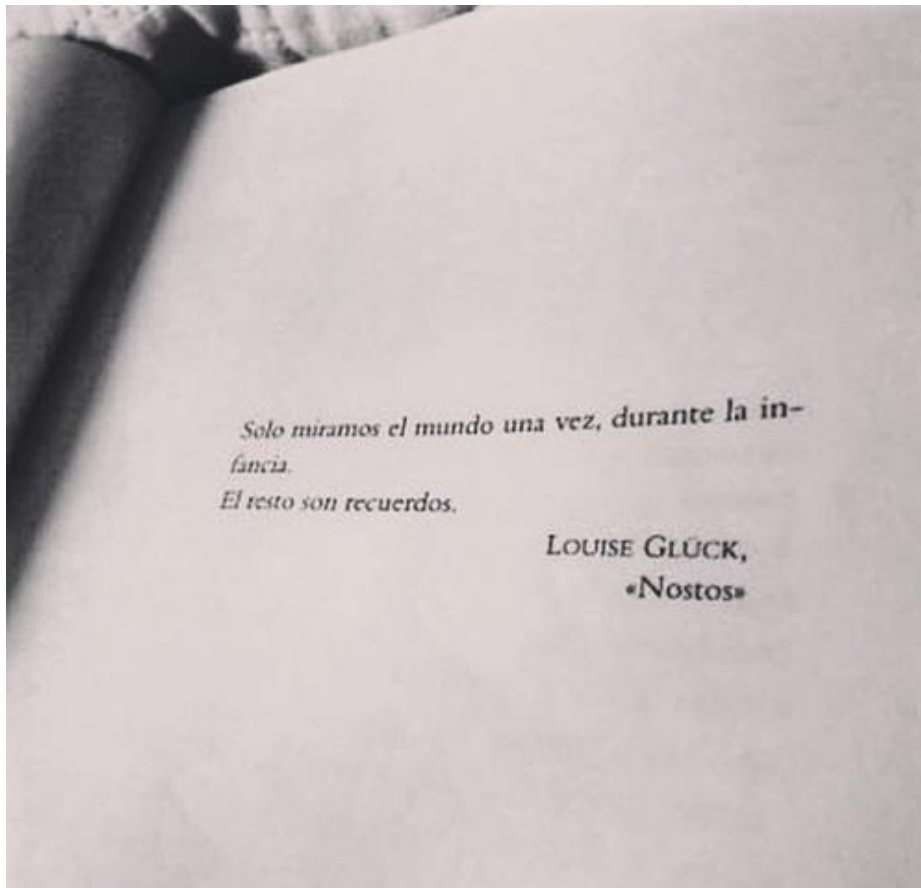 Solo miramos el mundo una vez, durante la in-
fancia.
El resto son recuerdos.
LOUISE GLÜCK,
«Nostos»